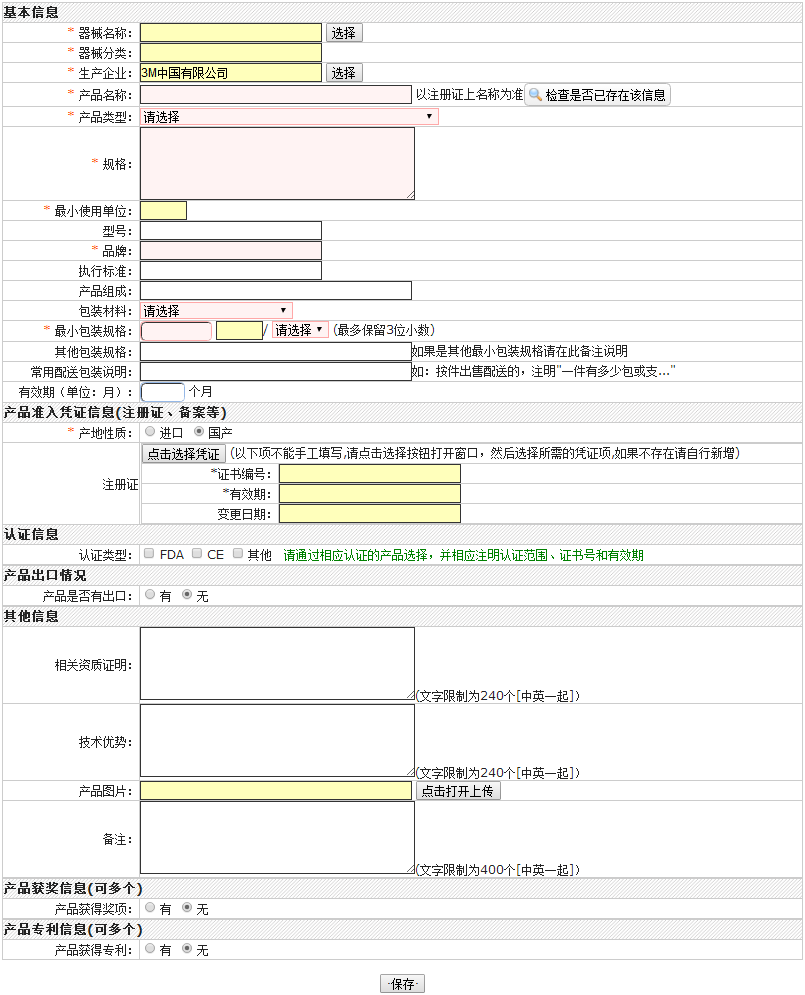 基本信息
* 器械名称： 选择
* 器械分类：
* 生产企业： 3M中国有限公司 选择
* 产品名称： 以注册证上名称为准 检查是否已存在该信息
* 产品类型： 请选择
* 规格：
* 最小使用单位：
型号：
* 品牌：
执行标准：
产品组成：
包装材料： 请选择
* 最小包装规格： / 请选择 (最多保留3位小数)
其他包装规格： 如果是其他最小包装规格请在此备注说明
常用配送包装说明： 如：按件出售配送的，注明"一件有多少包或支..."
有效期（单位：月）： 个月
产品准入凭证信息(注册证、备案等)
* 产地性质： 进口 国产
点击选择凭证 (以下项不能手工填写,请点击选择按钮打开窗口，然后选择所需的凭证项,如果不存在请自行新增)
注册证
*证书编号：
*有效期：
变更日期：
认证信息
认证类型： FDA CE 其他 请通过相应认证的产品选择，并相应注明认证范围、证书号和有效期
产品出口情况
产品是否有出口： 有 无
其他信息
相关资质证明： (文字限制为240个[中英一起])
技术优势： (文字限制为240个[中英一起])
产品图片： 点击打开上传
备注： (文字限制为400个[中英一起])
产品获奖信息(可多个)
产品获得奖项： 有 无
产品专利信息(可多个)
产品获得专利： 有 无
·保存·